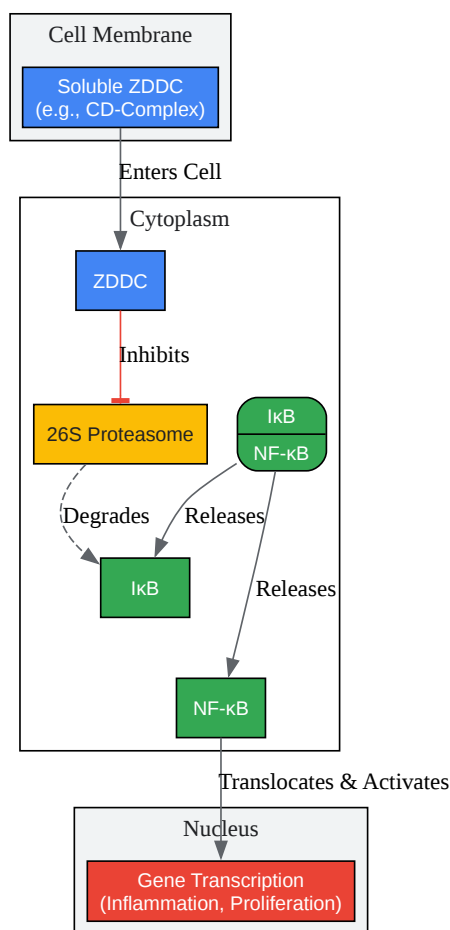 Cell Membrane
Soluble ZDDC
(e.g., CD-Complex)
Enters Cell
Cytoplasm
ZDDC
Inhibits
26S Proteasome
IκB
NF-κB
Degrades
Releases
IκB
Releases
NF-κB
Translocates & Activates
Nucleus
Gene Transcription
(Inflammation, Proliferation)